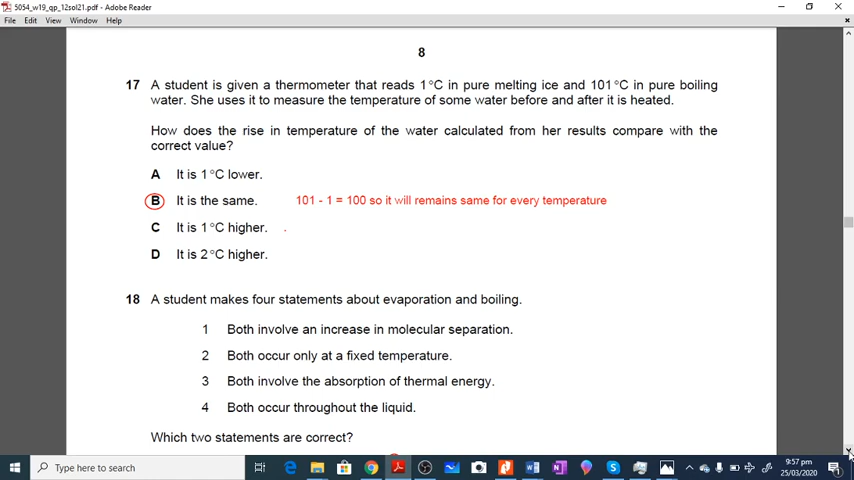 5054_w19_qp_12sol21.pdf - Adobe Reader
File Edit View Window Help
8
17 A student is given a thermometer that reads 1°C in pure melting ice and 101°C in pure boiling
water. She uses it to measure the temperature of some water before and after it is heated.
How does the rise in temperature of the water calculated from her results compare with the
correct value?
A It is 1°C lower.
B It is the same. 101 - 1 = 100 so it will remains same for every temperature
C It is 1°C higher.
D It is 2°C higher.
18 A student makes four statements about evaporation and boiling.
1 Both involve an increase in molecular separation.
2 Both occur only at a fixed temperature.
3 Both involve the absorption of thermal energy.
4 Both occur throughout the liquid.
Which two statements are correct?
Type here to search
9:57 pm
25/03/2020